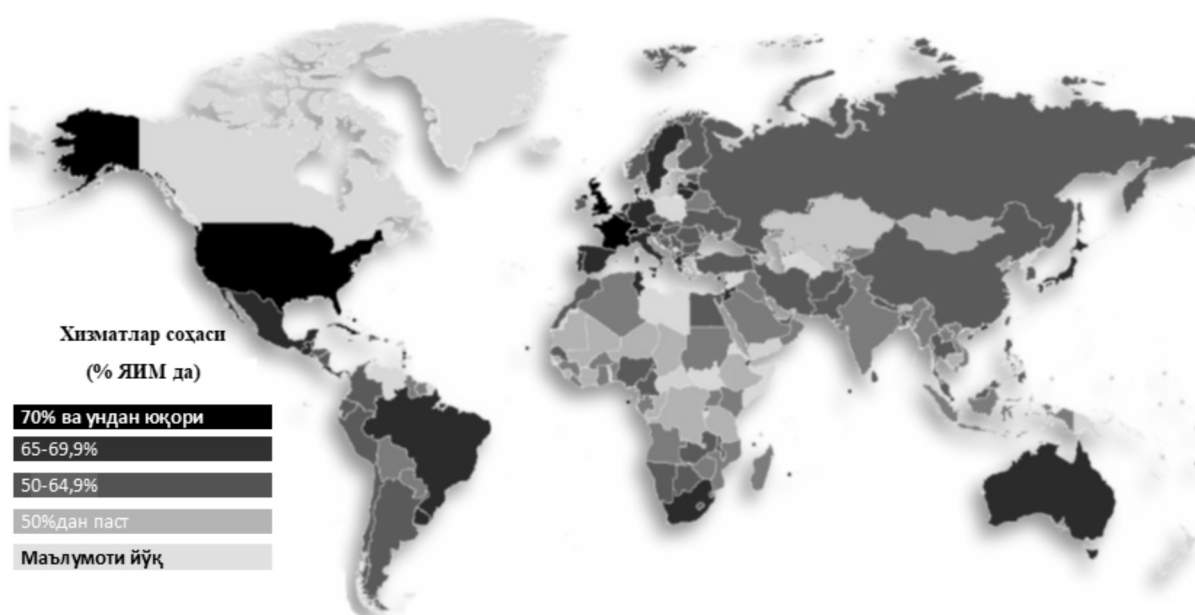 Хизматлар соҳаси
(% ЯИМ да)
70% ва ундан юқори
65-69,9%
50-64,9%
50%дан паст
Маълумоти йўқ